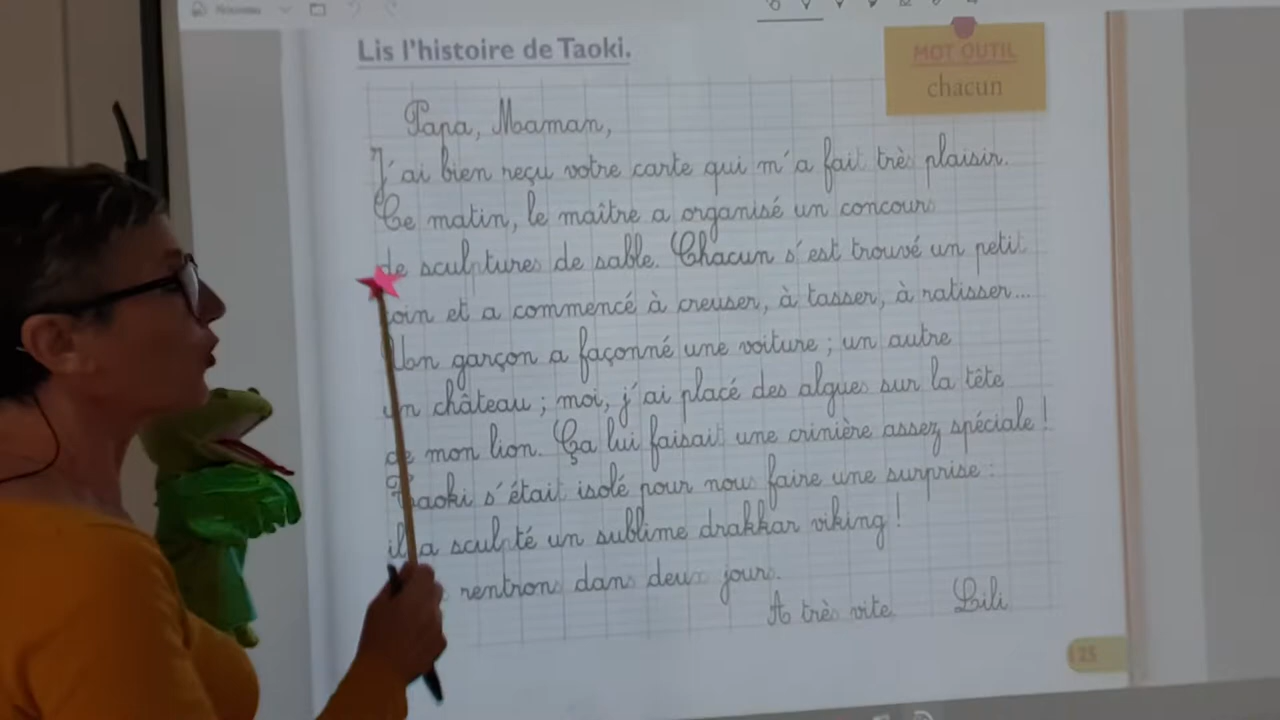 Nouveau
Lis l'histoire de Taoki.
MOT OUTIL
chacun
Papa, Maman,
J'ai bien reçu votre carte qui m'a fait très plaisir.
Ce matin, le maître a organisé un concours
de sculptures de sable. Chacun s'est trouvé un petit
coin et a commencé à creuser, à tasser, à ratisser...
Un garçon a façonné une voiture ; un autre
un château ; moi, j'ai placé des algues sur la tête
de mon lion. Ça lui faisait une crinière assez spéciale !
Taoki s'était isolé pour nous faire une surprise :
il a sculpté un sublime drakkar viking !
rentrons dans deux jours.
A très vite Lili
125